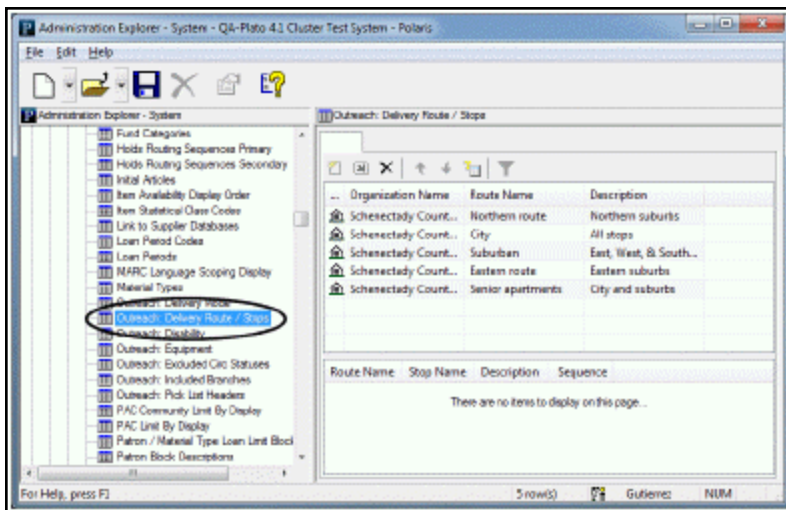 Administration Explorer - System - QA-Plato 4.1 Cluster Test System - Polaris
File Edit Help
Administration Explorer - System
Fund Categories
Holds Routing Sequences Primary
Holds Routing Sequences Secondary
Initial Articles
Item Availability Display Order
Item Statistical Class Codes
Link to Supplier Databases
Loan Period Codes
Loan Periods
MARC Language Scoping Display
Material Types
Outreach: Delivery Mode
Outreach: Delivery Route / Stops
Outreach: Disability
Outreach: Equipment
Outreach: Excluded Circ Statuses
Outreach: Included Branches
Outreach: Pick List Headers
PAC Community Limit By Display
PAC Limit By Display
Patron / Material Type Loan Limit Block
Patron Block Descriptions
Outreach: Delivery Route / Stops
... Organization Name Route Name Description
Schenectady Count... Northern route Northern suburbs
Schenectady Count... City All stops
Schenectady Count... Suburban East, West, & South...
Schenectady Count... Eastern route Eastern suburbs
Schenectady Count... Senior apartments City and suburbs
Route Name Stop Name Description Sequence
There are no items to display on this page...
For Help, press F1 5 row(s) Gutierrez NUM